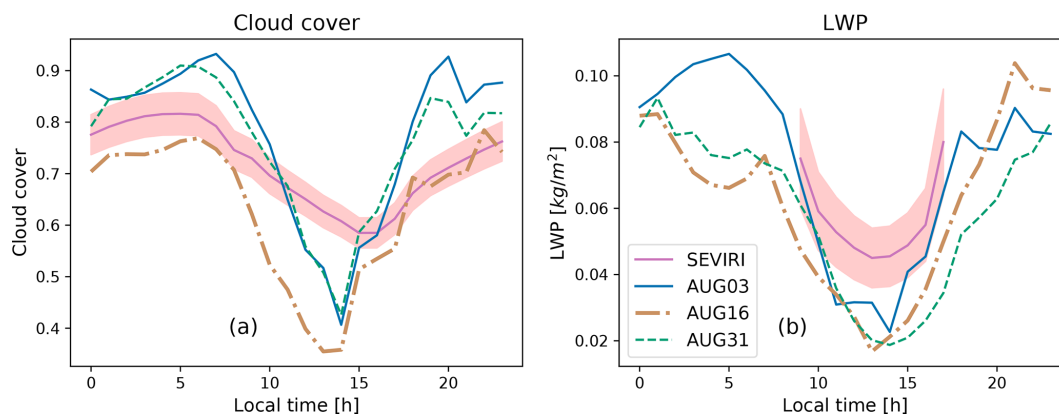 Cloud cover
Cloud cover
0.9
0.8
0.7
0.6
0.5
0.4
(a)
0 5 10 15 20
Local time [h]
LWP
LWP [kg/m²]
0.10
0.08
0.06
0.04
0.02
SEVIRI
AUG03
AUG16
AUG31
(b)
0 5 10 15 20
Local time [h]